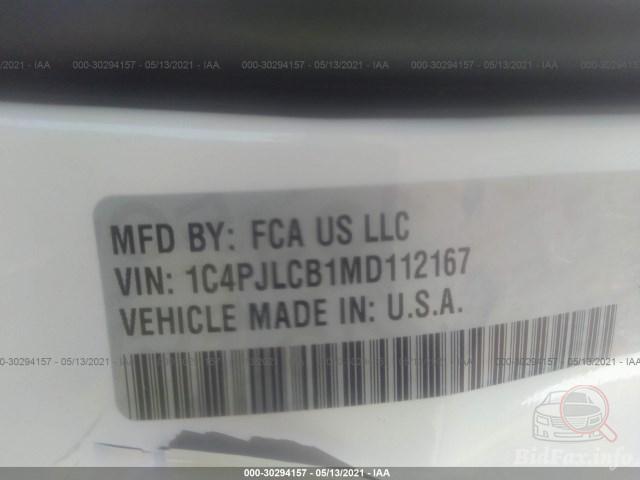 000-30294157 - 05/13/2021 - IAA
000-30294157 - 05/13/2021 - IAA
000-30294157 - 05/13/2021 - IAA
MFD BY: FCA US LLC
VIN: 1C4PJLCB1MD112167
VEHICLE MADE IN: U.S.A.
000-30294157 - 05/13/2021 - IAA
000-30294157 - 05/13/2021 - IAA
BidFax.info
000-30294157 - 05/13/2021 - IAA